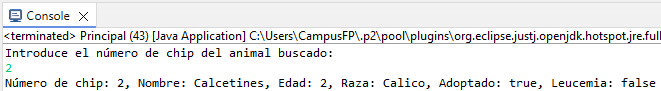 Console
<terminated> Principal (43) [Java Application] C:\Users\CampusFP\.p2\pool\plugins\org.eclipse.justj.openjdk.hotspot.jre.full
Introduce el número de chip del animal buscado:
2
Número de chip: 2, Nombre: Calcetines, Edad: 2, Raza: Calico, Adoptado: true, Leucemia: false